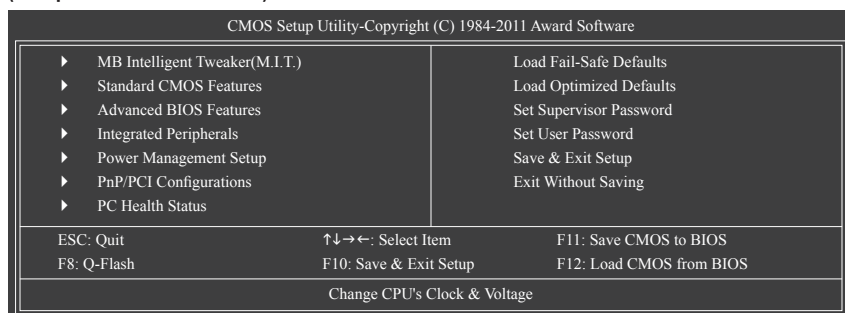 CMOS Setup Utility-Copyright (C) 1984-2011 Award Software
MB Intelligent Tweaker(M.I.T.)
Standard CMOS Features
Advanced BIOS Features
Integrated Peripherals
Power Management Setup
PnP/PCI Configurations
PC Health Status
Load Fail-Safe Defaults
Load Optimized Defaults
Set Supervisor Password
Set User Password
Save & Exit Setup
Exit Without Saving
ESC: Quit ↑↓→←: Select Item F11: Save CMOS to BIOS
F8: Q-Flash F10: Save & Exit Setup F12: Load CMOS from BIOS
Change CPU's Clock & Voltage